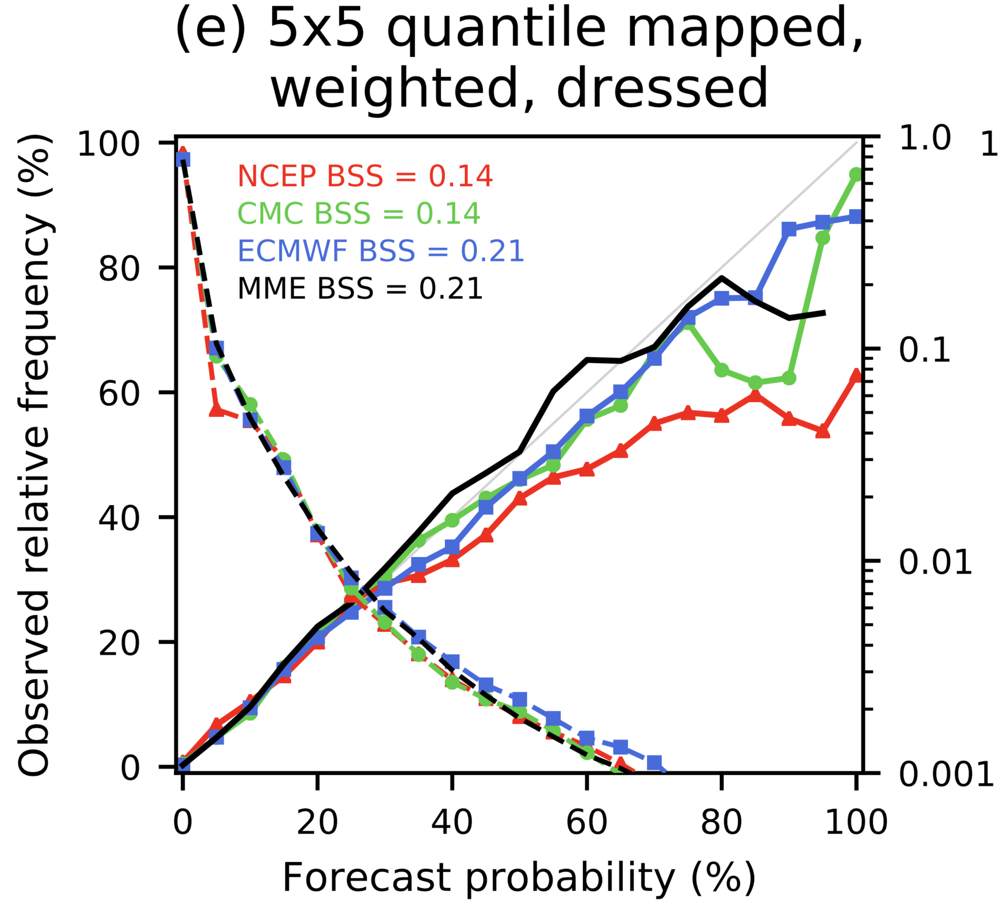 (e) 5x5 quantile mapped,
weighted, dressed
Observed relative frequency (%)
100
80
60
40
20
0
NCEP BSS = 0.14
CMC BSS = 0.14
ECMWF BSS = 0.21
MME BSS = 0.21
1.0
0.1
0.01
0.001
1
0 20 40 60 80 100
Forecast probability (%)